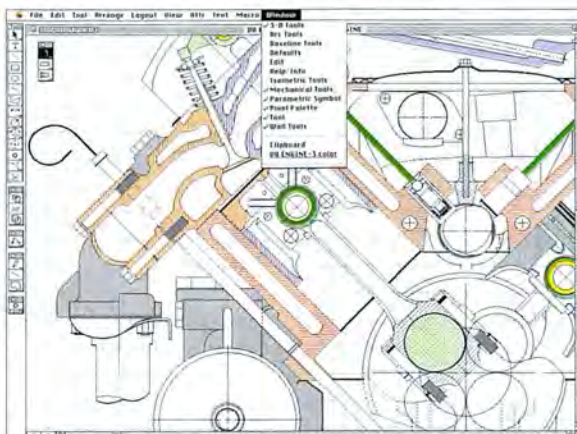 File Edit Tool Arrange Layout View Attr Text Macro Window
3-D Tools
Arc Tools
Baseline Tools
Defaults
Edit
Help/Info
Isometric Tools
Mechanical Tools
Parametric Symbol
Pixel Palette
Tool
Wall Tools
Clipboard
V8 ENGINE-3 color